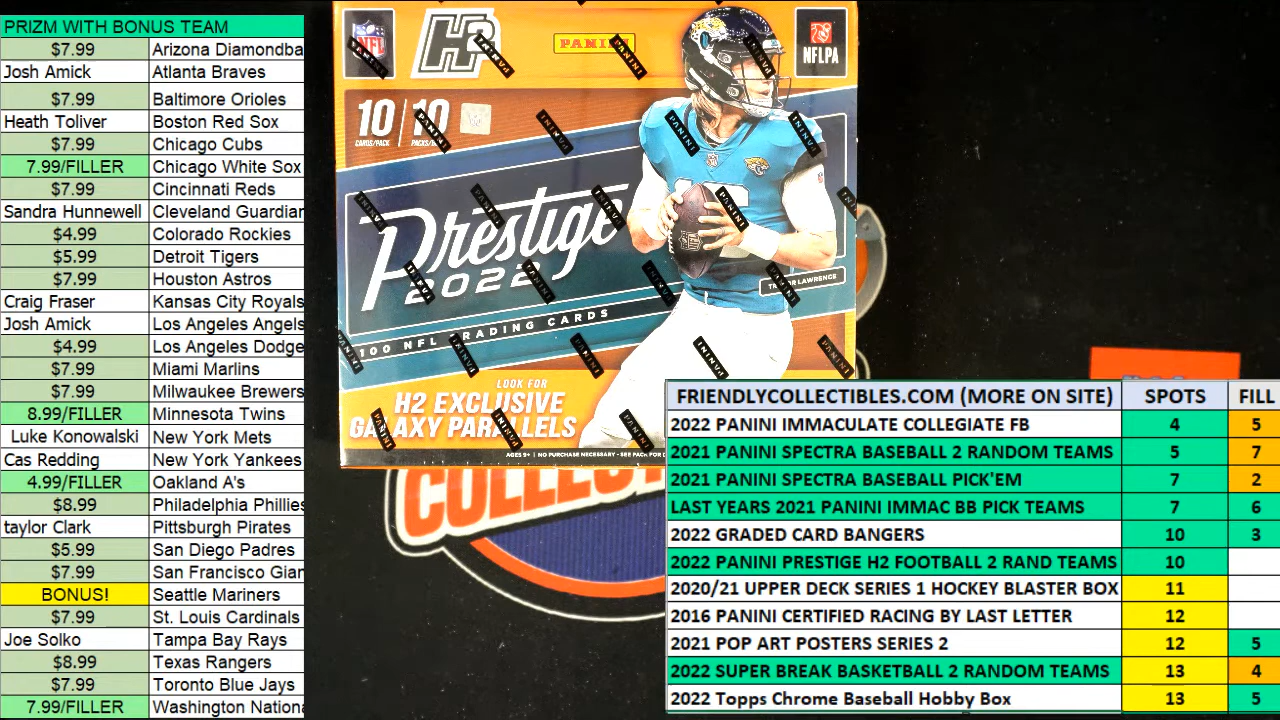 PRIZM WITH BONUS TEAM
$7.99 Arizona Diamondba
Josh Amick Atlanta Braves
$7.99 Baltimore Orioles
Heath Toliver Boston Red Sox
$7.99 Chicago Cubs
7.99/FILLER Chicago White Sox
$7.99 Cincinnati Reds
Sandra Hunnewell Cleveland Guardian
$4.99 Colorado Rockies
$5.99 Detroit Tigers
$7.99 Houston Astros
Craig Fraser Kansas City Royals
Josh Amick Los Angeles Angels
$4.99 Los Angeles Dodge
$7.99 Miami Marlins
$7.99 Milwaukee Brewers
8.99/FILLER Minnesota Twins
Luke Konowalski New York Mets
Cas Redding New York Yankees
4.99/FILLER Oakland A's
$8.99 Philadelphia Phillies
taylor Clark Pittsburgh Pirates
$5.99 San Diego Padres
$7.99 San Francisco Gian
BONUS! Seattle Mariners
$7.99 St. Louis Cardinals
Joe Solko Tampa Bay Rays
$8.99 Texas Rangers
$7.99 Toronto Blue Jays
7.99/FILLER Washington Nationa
NFL
H2
PANINI
NFLPA
10 10
CARDS/PACK
Prestige
2022
100 NFL TRADING CARDS
LOOK FOR
H2 EXCLUSIVE
GALAXY PARALLELS
AGES 9+ | NO PURCHASE NECESSARY - SEE PACK FOR
FRIENDLYCOLLECTIBLES.COM (MORE ON SITE) SPOTS FILL
2022 PANINI IMMACULATE COLLEGIATE FB 4 5
2021 PANINI SPECTRA BASEBALL 2 RANDOM TEAMS 5 7
2021 PANINI SPECTRA BASEBALL PICK'EM 7 2
LAST YEARS 2021 PANINI IMMAC BB PICK TEAMS 7 6
2022 GRADED CARD BANGERS 10 3
2022 PANINI PRESTIGE H2 FOOTBALL 2 RAND TEAMS 10
2020/21 UPPER DECK SERIES 1 HOCKEY BLASTER BOX 11
2016 PANINI CERTIFIED RACING BY LAST LETTER 12
2021 POP ART POSTERS SERIES 2 12 5
2022 SUPER BREAK BASKETBALL 2 RANDOM TEAMS 13 4
2022 Topps Chrome Baseball Hobby Box 13 5